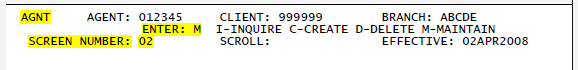 AGNT AGENT: 012345 CLIENT: 999999 BRANCH: ABCDE
ENTER: M I-INQUIRE C-CREATE D-DELETE M-MAINTAIN
SCREEN NUMBER: 02 SCROLL: EFFECTIVE: 02APR2008